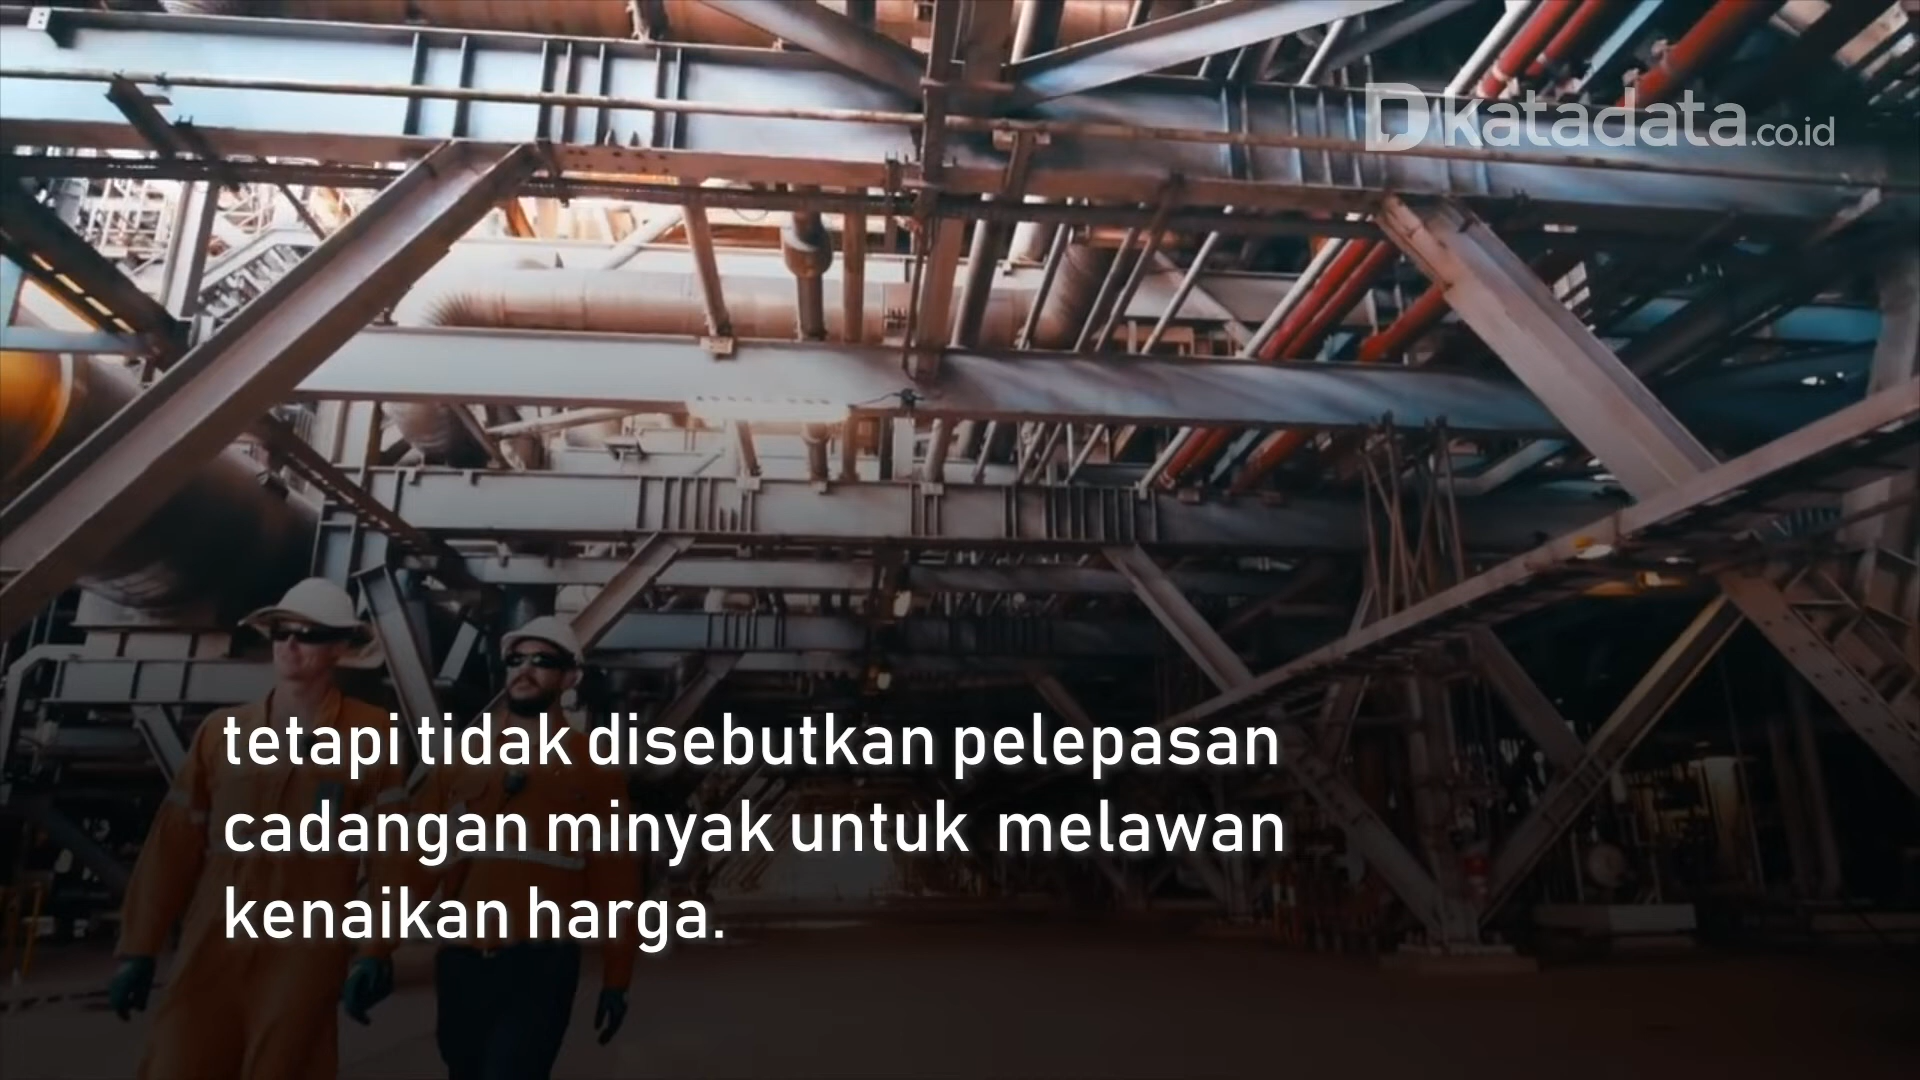 katadata.co.id
tetapi tidak disebutkan pelepasan
cadangan minyak untuk melawan
kenaikan harga.